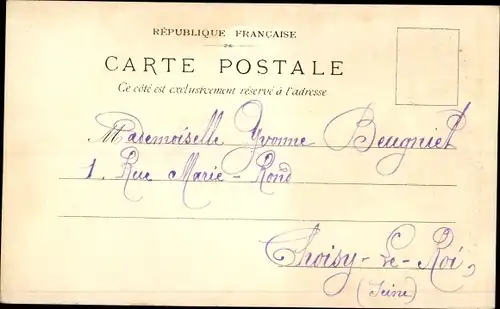 RÉPUBLIQUE FRANÇAISE
CARTE POSTALE
Ce côté est exclusivement réservé à l'adresse
Mademoiselle Yvonne Beugniet
1. Rue Marie-Rond
Choisy-le-Roi,
(Seine)